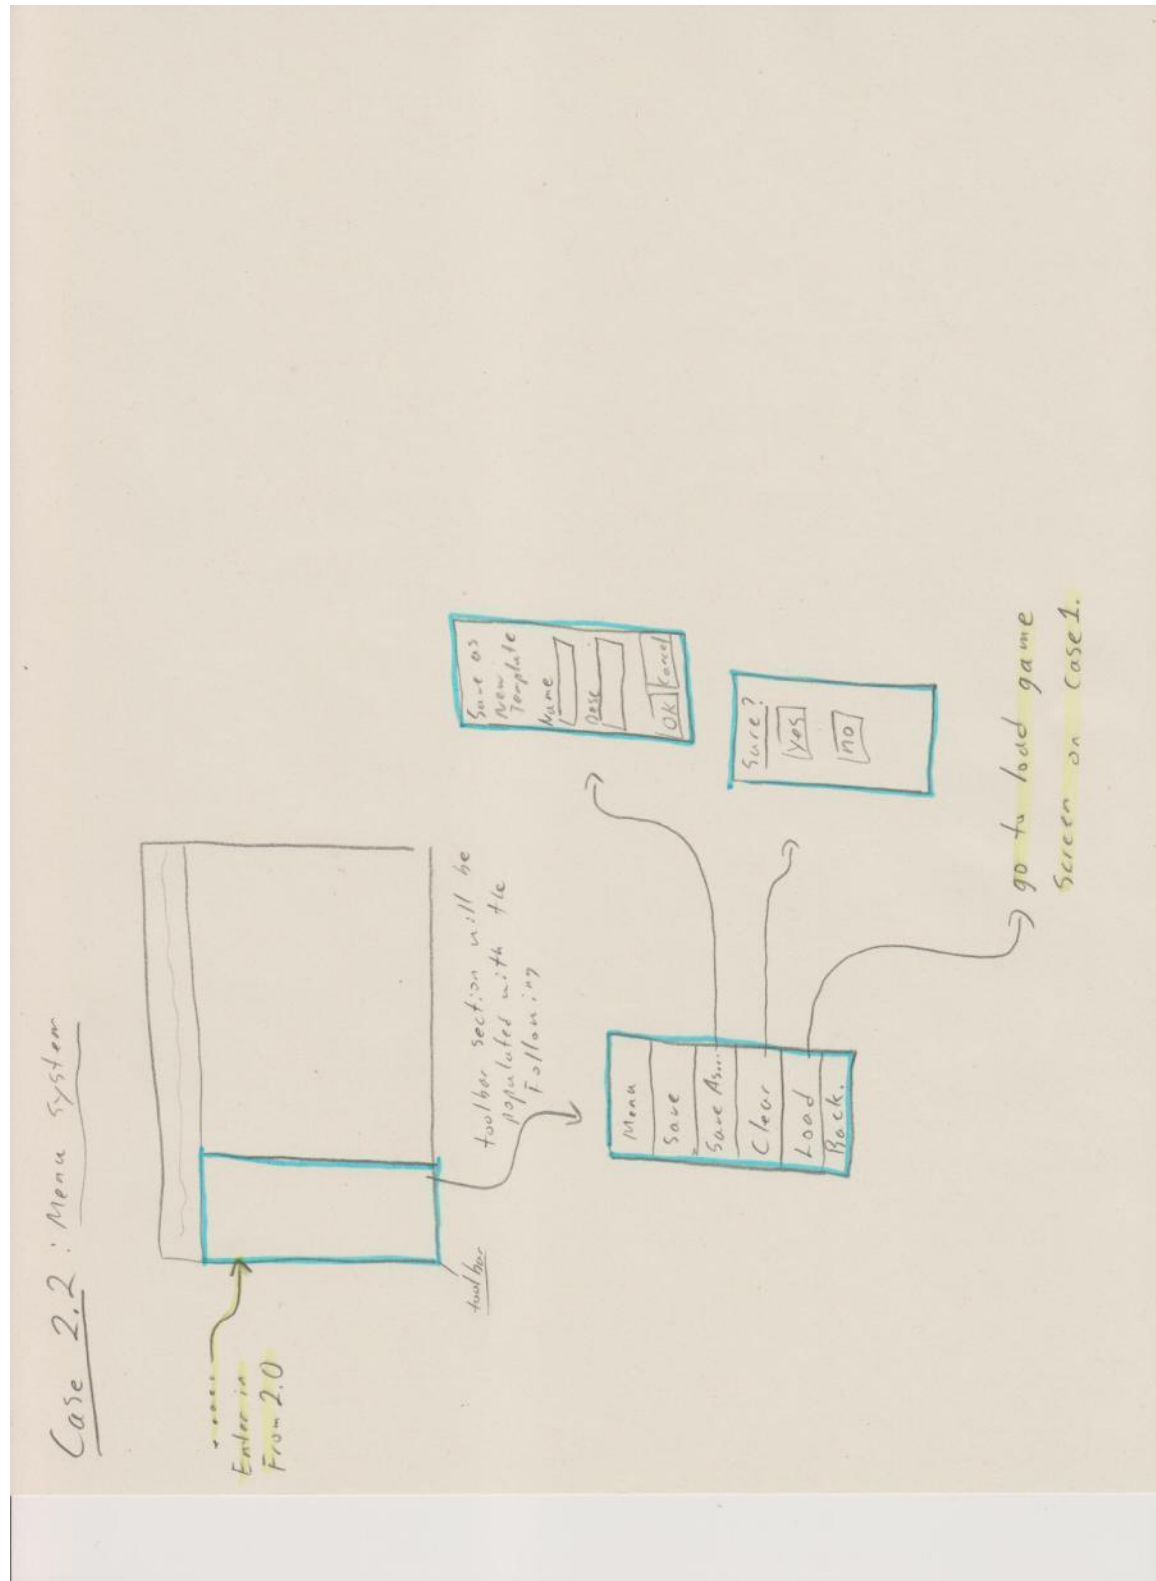 Case 2.2 : Menu system
Enter in
From 2.0
toolbar
toolbar section will be
populated with the
Following
Menu
Save
Save As...
Clear
Load
Back.
Save as
New
Template
Name
Desc
OK Kancel
Sure?
Yes
no
go to load game
Screen on Case 1.